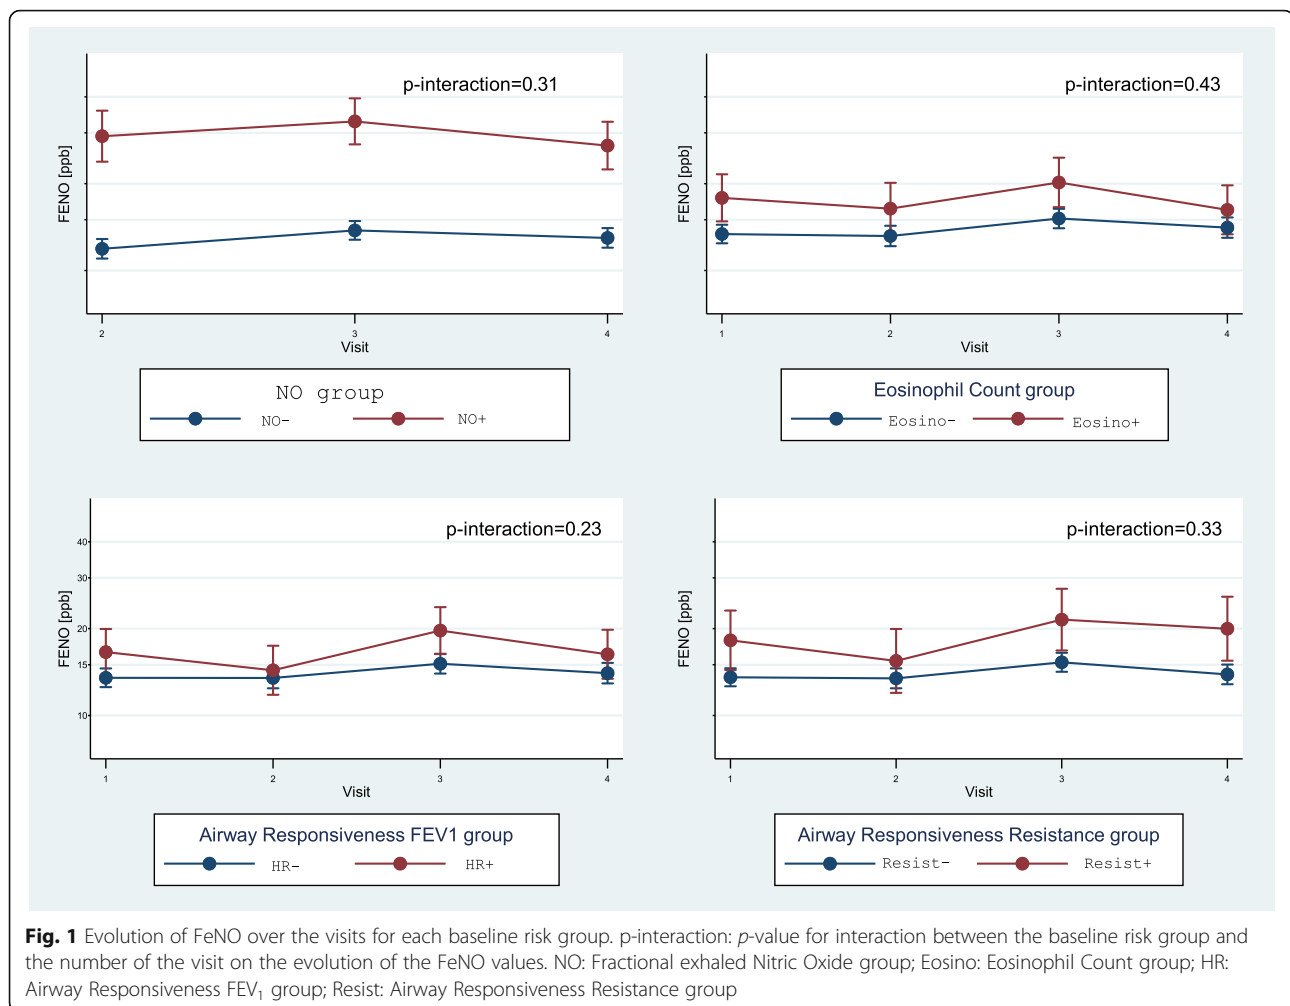 p-interaction=0.31
FENO [ppb]
2 3 4
Visit
NO group
NO- NO+
p-interaction=0.43
FENO [ppb]
1 2 3 4
Visit
Eosinophil Count group
Eosino- Eosino+
p-interaction=0.23
FENO [ppb]
40
30
20
15
10
1 2 3 4
Visit
Airway Responsiveness FEV1 group
HR- HR+
p-interaction=0.33
FENO [ppb]
1 2 3 4
Visit
Airway Responsiveness Resistance group
Resist- Resist+
Fig. 1 Evolution of FeNO over the visits for each baseline risk group. p-interaction: p-value for interaction between the baseline risk group and
the number of the visit on the evolution of the FeNO values. NO: Fractional exhaled Nitric Oxide group; Eosino: Eosinophil Count group; HR:
Airway Responsiveness FEV₁ group; Resist: Airway Responsiveness Resistance group